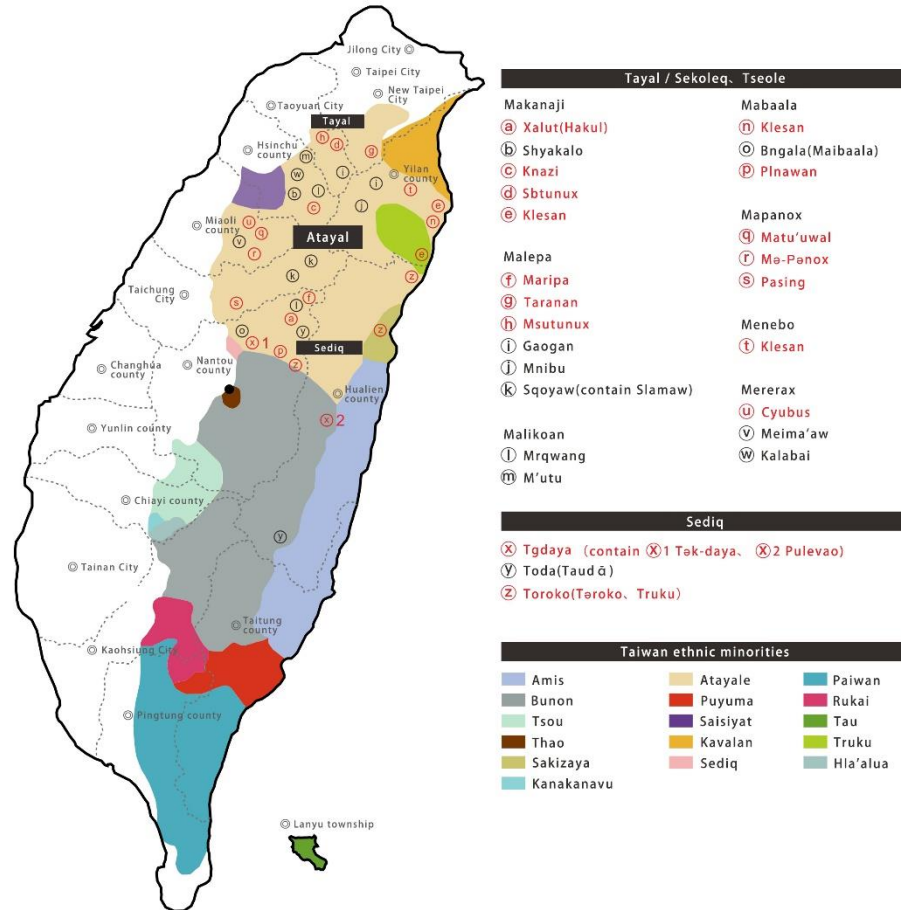 Jilong City ◎
◎ Taipei City
◎ New Taipei
City
◎ Taoyuan City
Tayal
Hsinchu ◎
county
ⓗ
ⓓ
ⓖ
ⓜ
ⓦ
ⓘ
ⓘ
◎ Yilan
county
ⓑ
ⓛ
ⓣ
ⓒ
ⓙ
ⓔ
ⓝ
Miaoli ◎
county
ⓤ
ⓠ
ⓥ
ⓡ
Atayal
ⓔ
ⓚ
ⓚ
ⓩ
Taichung ◎
City
ⓢ
ⓕ
ⓛ
ⓐ
ⓞ
ⓨ
ⓩ
ⓧ 1
ⓟ
Sediq
ⓩ
Changhua ◎
county
Nantou ◎
county
◎ Hualien
county
ⓧ 2
◎ Yunlin county
◎ Chiayi county
ⓨ
◎
Tainan City
◎ Taitung
county
◎ Kaohsiung City
◎ Pingtung county
◎ Lanyu township
Tayal / Sekoleq、Tseole
Makanaji
ⓐ Xalut(Hakul)
ⓑ Shyakalo
ⓒ Knazi
ⓓ Sbtunux
ⓔ Klesan
Malepa
ⓕ Maripa
ⓖ Taranan
ⓗ Msutunux
ⓘ Gaogan
ⓙ Mnibu
ⓚ Sqoyaw(contain Slamaw)
Malikoan
ⓛ Mrqwang
ⓜ M'utu
Mabaala
ⓝ Klesan
ⓞ Bngala(Maibaala)
ⓟ Plnawan
Mapanox
ⓠ Matu'uwal
ⓡ Mə-Pənox
ⓢ Pasing
Menebo
ⓣ Klesan
Mererax
ⓤ Cyubus
ⓥ Meima'aw
ⓦ Kalabai
Sediq
ⓧ Tgdaya （contain ⓧ1 Tək-daya、 ⓧ2 Pulevao）
ⓨ Toda(Taudā)
ⓩ Toroko(Təroko、Truku）
Taiwan ethnic minorities
Amis
Bunon
Tsou
Thao
Sakizaya
Kanakanavu
Atayale
Puyuma
Saisiyat
Kavalan
Sediq
Paiwan
Rukai
Tau
Truku
Hla'alua